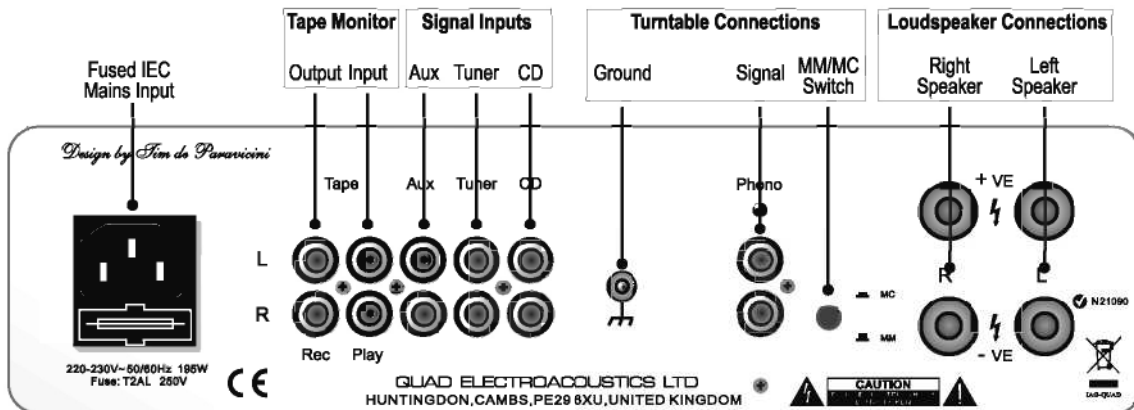 Tape Monitor
Signal Inputs
Turntable Connections
Loudspeaker Connections
Fused IEC
Mains Input
Output Input
Aux Tuner CD
Ground
Signal
MM/MC
Switch
Right
Speaker
Left
Speaker
Design by Tim de Paravicini
Tape
Aux
Tuner
CD
Phono
+ VE
L
R
R
L
MC
MM
N21090
- VE
Rec
Play
220-230V~50/60Hz 195W
Fuse: T2AL 250V
CE
QUAD ELECTROACOUSTICS LTD
HUNTINGDON,CAMBS,PE29 6XU,UNITED KINGDOM
CAUTION
IAG-QUAD